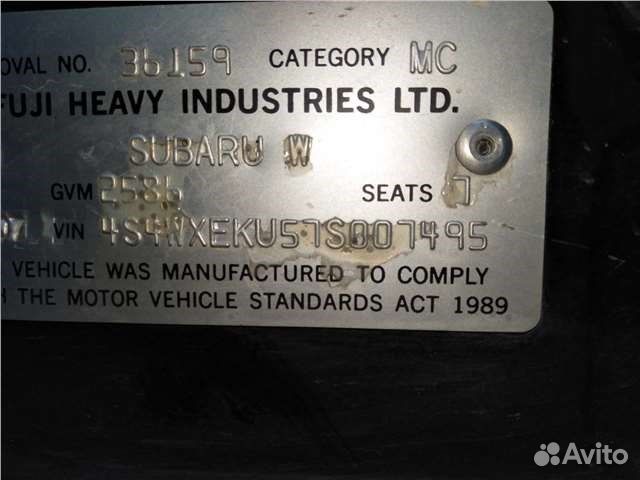 OVAL NO. 36159 CATEGORY MC
FUJI HEAVY INDUSTRIES LTD.
SUBARU W
GVM 2586 SEATS 7
VIN 4S4WXEKU57S007495
VEHICLE WAS MANUFACTURED TO COMPLY
H THE MOTOR VEHICLE STANDARDS ACT 1989
Avito